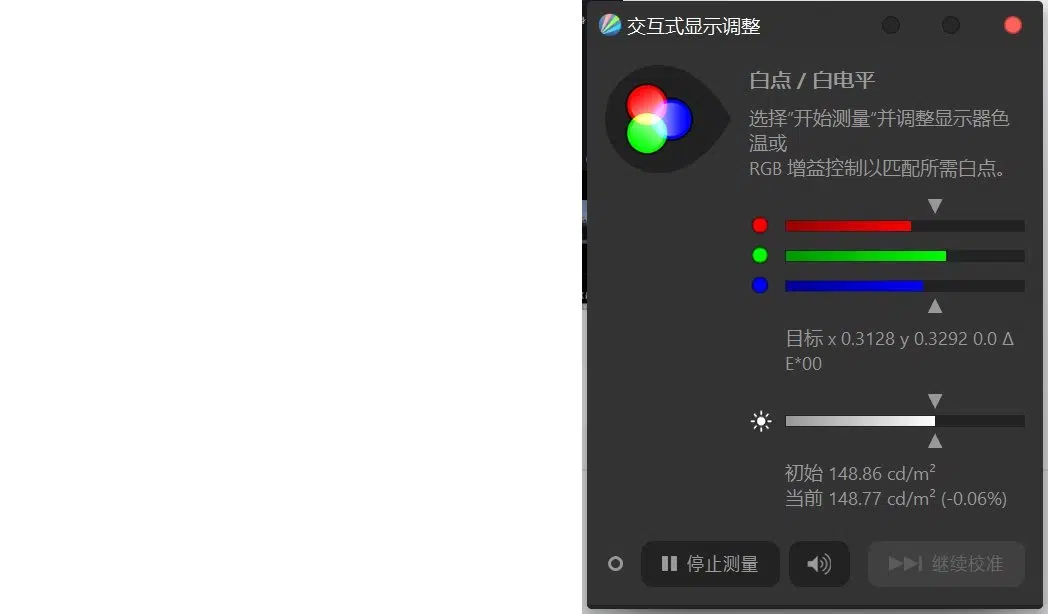 交互式显示调整
白点 / 白电平
选择"开始测量"并调整显示器色
温或
RGB 增益控制以匹配所需白点。
目标 x 0.3128 y 0.3292 0.0 Δ
E*00
初始 148.86 cd/m²
当前 148.77 cd/m² (-0.06%)
停止测量
继续校准